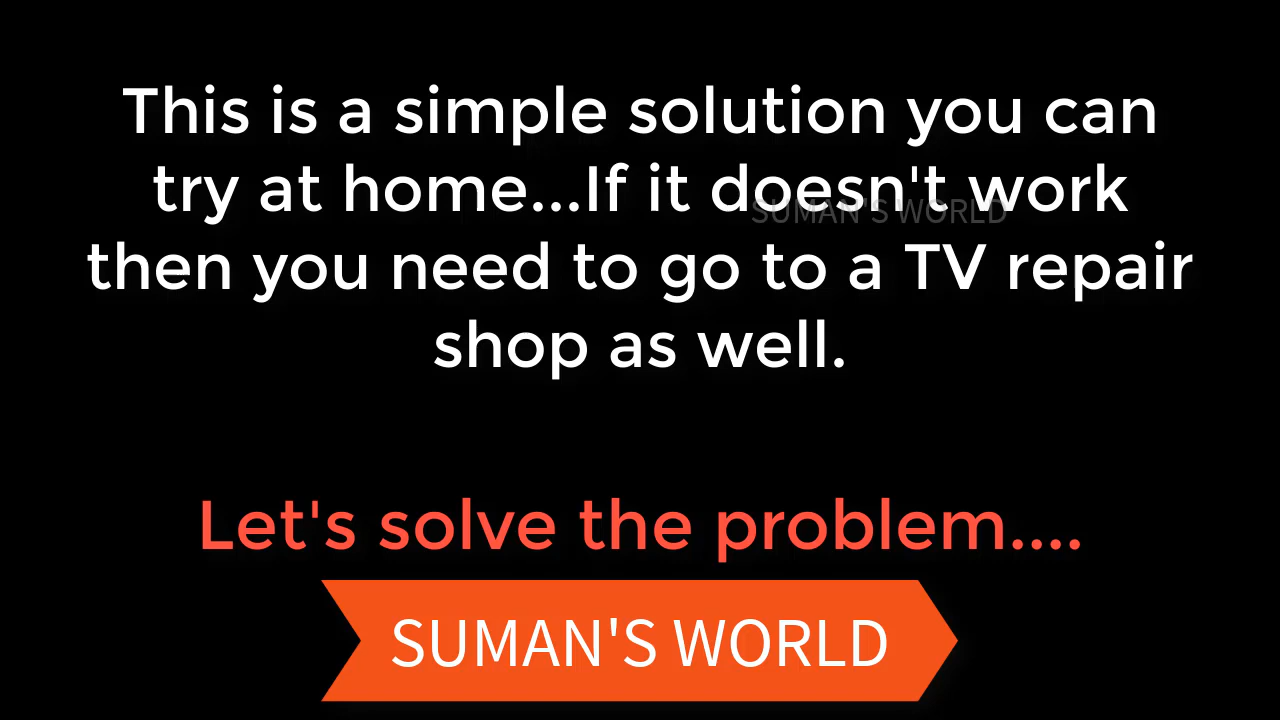 This is a simple solution you can
try at home...If it doesn't work
SUMAN'S WORLD
then you need to go to a TV repair
shop as well.
Let's solve the problem....
SUMAN'S WORLD